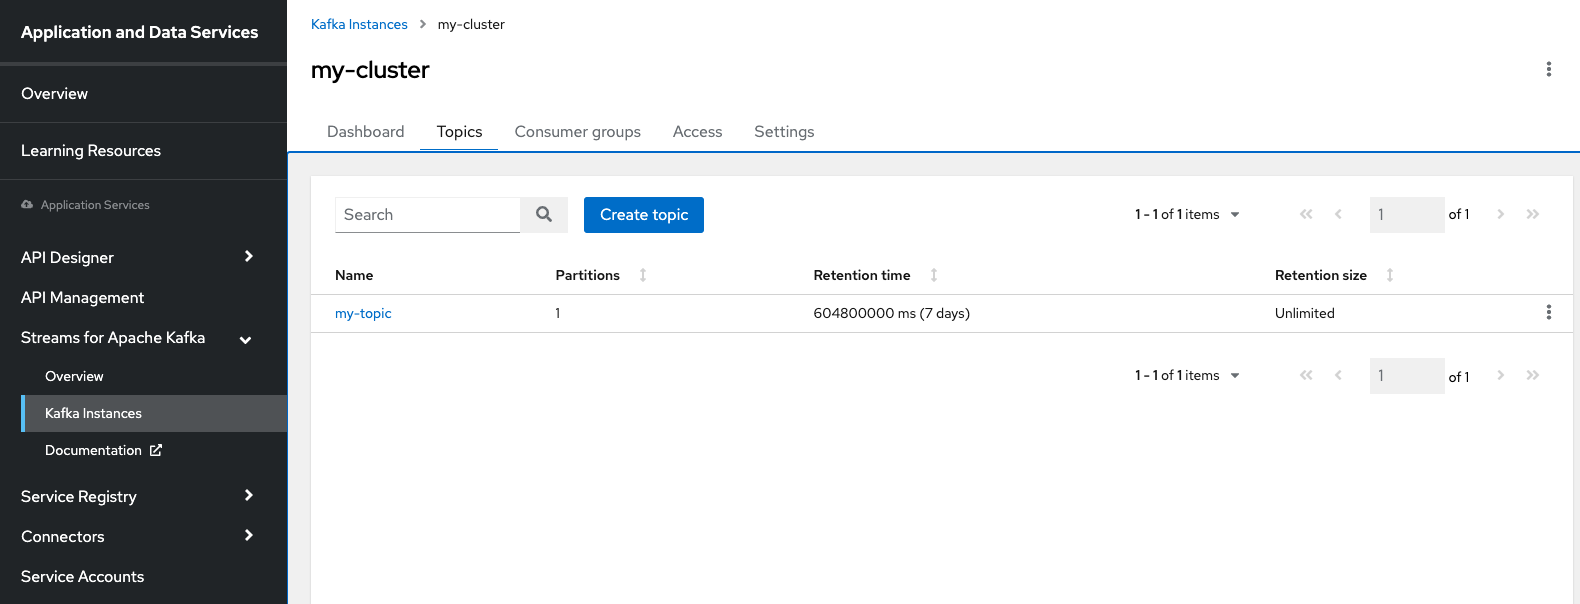 Application and Data Services
Overview
Learning Resources
Application Services
API Designer
API Management
Streams for Apache Kafka
Overview
Kafka Instances
Documentation
Service Registry
Connectors
Service Accounts
Kafka Instances my-cluster
my-cluster
Dashboard Topics Consumer groups Access Settings
Search Create topic 1 - 1 of 1 items 1 of 1
Name Partitions Retention time Retention size
my-topic 1 604800000 ms (7 days) Unlimited
1 - 1 of 1 items 1 of 1